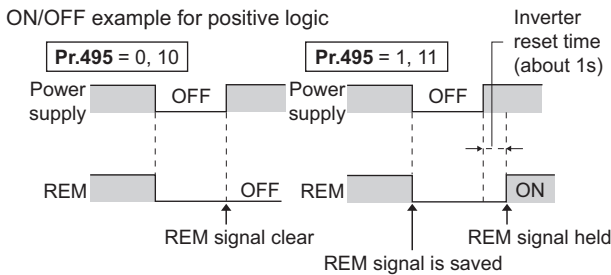 ON/OFF example for positive logic
Pr.495 = 0, 10
Power supply
OFF
REM
OFF
REM signal clear
Pr.495 = 1, 11
Inverter
reset time
(about 1s)
Power supply
OFF
REM
ON
REM signal held
REM signal is saved